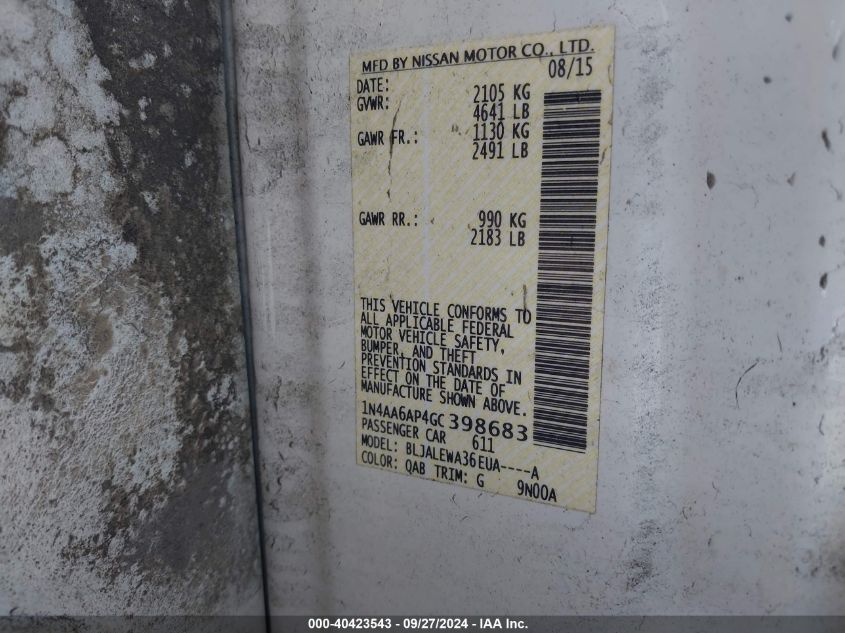 MFD BY NISSAN MOTOR CO., LTD.
DATE: 08/15
GVWR: 2105 KG
4641 LB
GAWR FR.: 1130 KG
2491 LB
GAWR RR.: 990 KG
2183 LB
THIS VEHICLE CONFORMS TO
ALL APPLICABLE FEDERAL
MOTOR VEHICLE SAFETY,
BUMPER, AND THEFT
PREVENTION STANDARDS IN
EFFECT ON THE DATE OF
MANUFACTURE SHOWN ABOVE.
1N4AA6AP4GC398683
PASSENGER CAR 611
MODEL: BLJALEWA36EUA----A
COLOR: QAB TRIM: G 9N00A
000-40423543 - 09/27/2024 - IAA Inc.